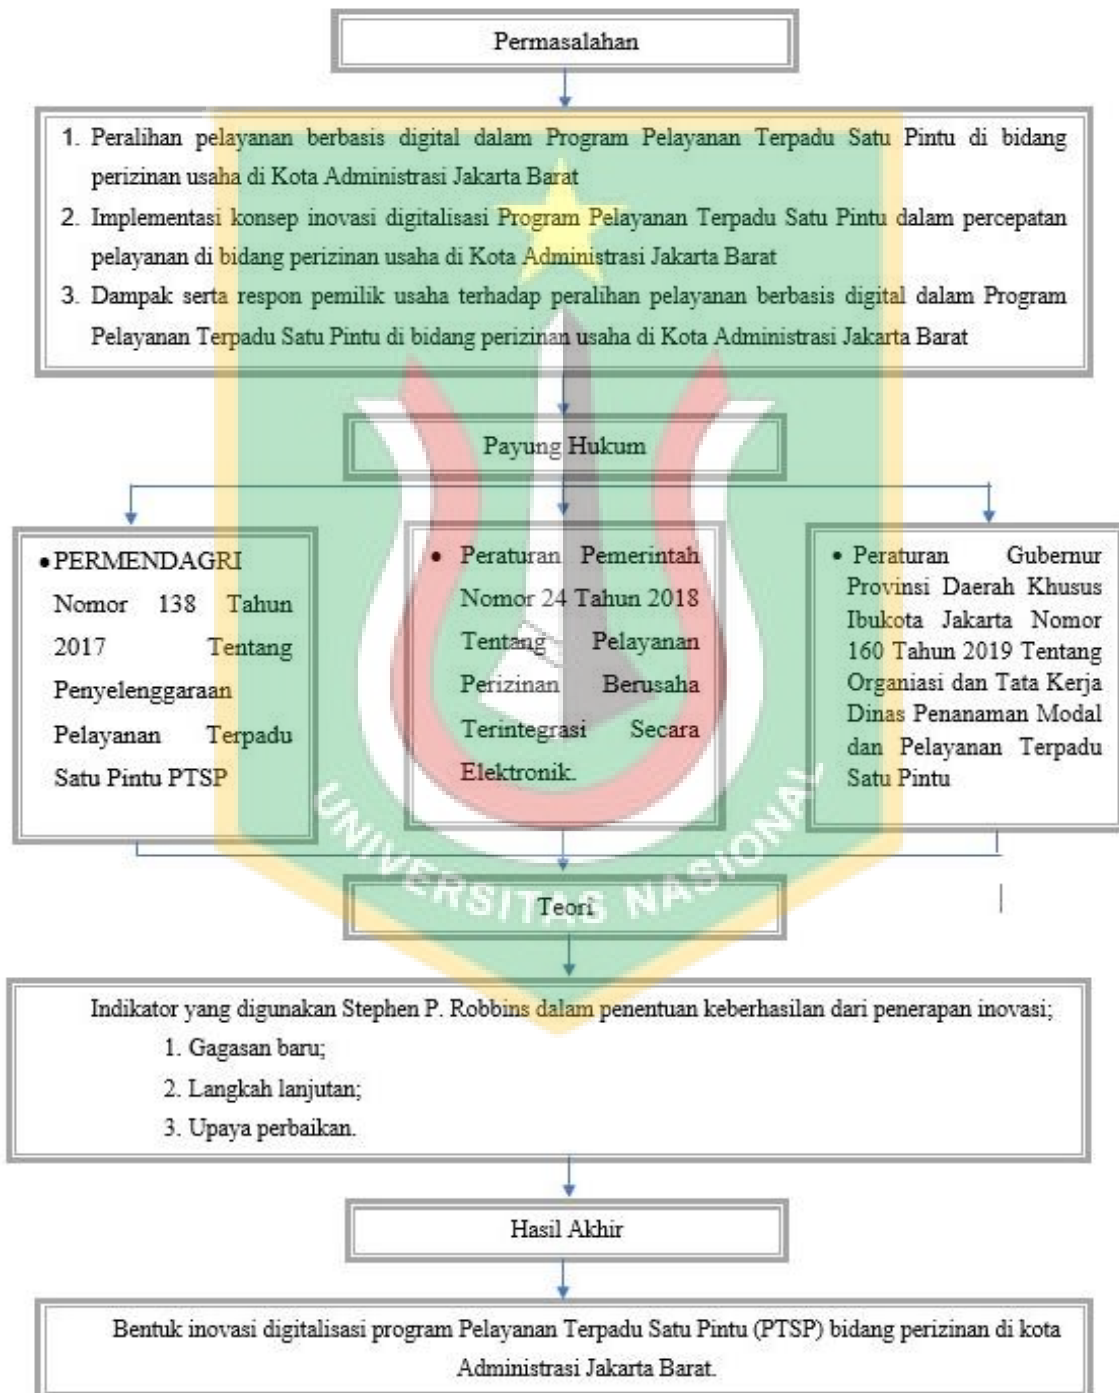 Permasalahan
1. Peralihan pelayanan berbasis digital dalam Program Pelayanan Terpadu Satu Pintu di bidang
perizinan usaha di Kota Administrasi Jakarta Barat
2. Implementasi konsep inovasi digitalisasi Program Pelayanan Terpadu Satu Pintu dalam percepatan
pelayanan di bidang perizinan usaha di Kota Administrasi Jakarta Barat
3. Dampak serta respon pemilik usaha terhadap peralihan pelayanan berbasis digital dalam Program
Pelayanan Terpadu Satu Pintu di bidang perizinan usaha di Kota Administrasi Jakarta Barat
Payung Hukum
•PERMENDAGRI
Nomor 138 Tahun
2017 Tentang
Penyelenggaraan
Pelayanan Terpadu
Satu Pintu PTSP
• Peraturan Pemerintah
Nomor 24 Tahun 2018
Tentang Pelayanan
Perizinan Berusaha
Terintegrasi Secara
Elektronik.
• Peraturan Gubernur
Provinsi Daerah Khusus
Ibukota Jakarta Nomor
160 Tahun 2019 Tentang
Organiasi dan Tata Kerja
Dinas Penanaman Modal
dan Pelayanan Terpadu
Satu Pintu
UNIVERSITAS NASIONAL
Teori
Indikator yang digunakan Stephen P. Robbins dalam penentuan keberhasilan dari penerapan inovasi;
1. Gagasan baru;
2. Langkah lanjutan;
3. Upaya perbaikan.
Hasil Akhir
Bentuk inovasi digitalisasi program Pelayanan Terpadu Satu Pintu (PTSP) bidang perizinan di kota
Administrasi Jakarta Barat.